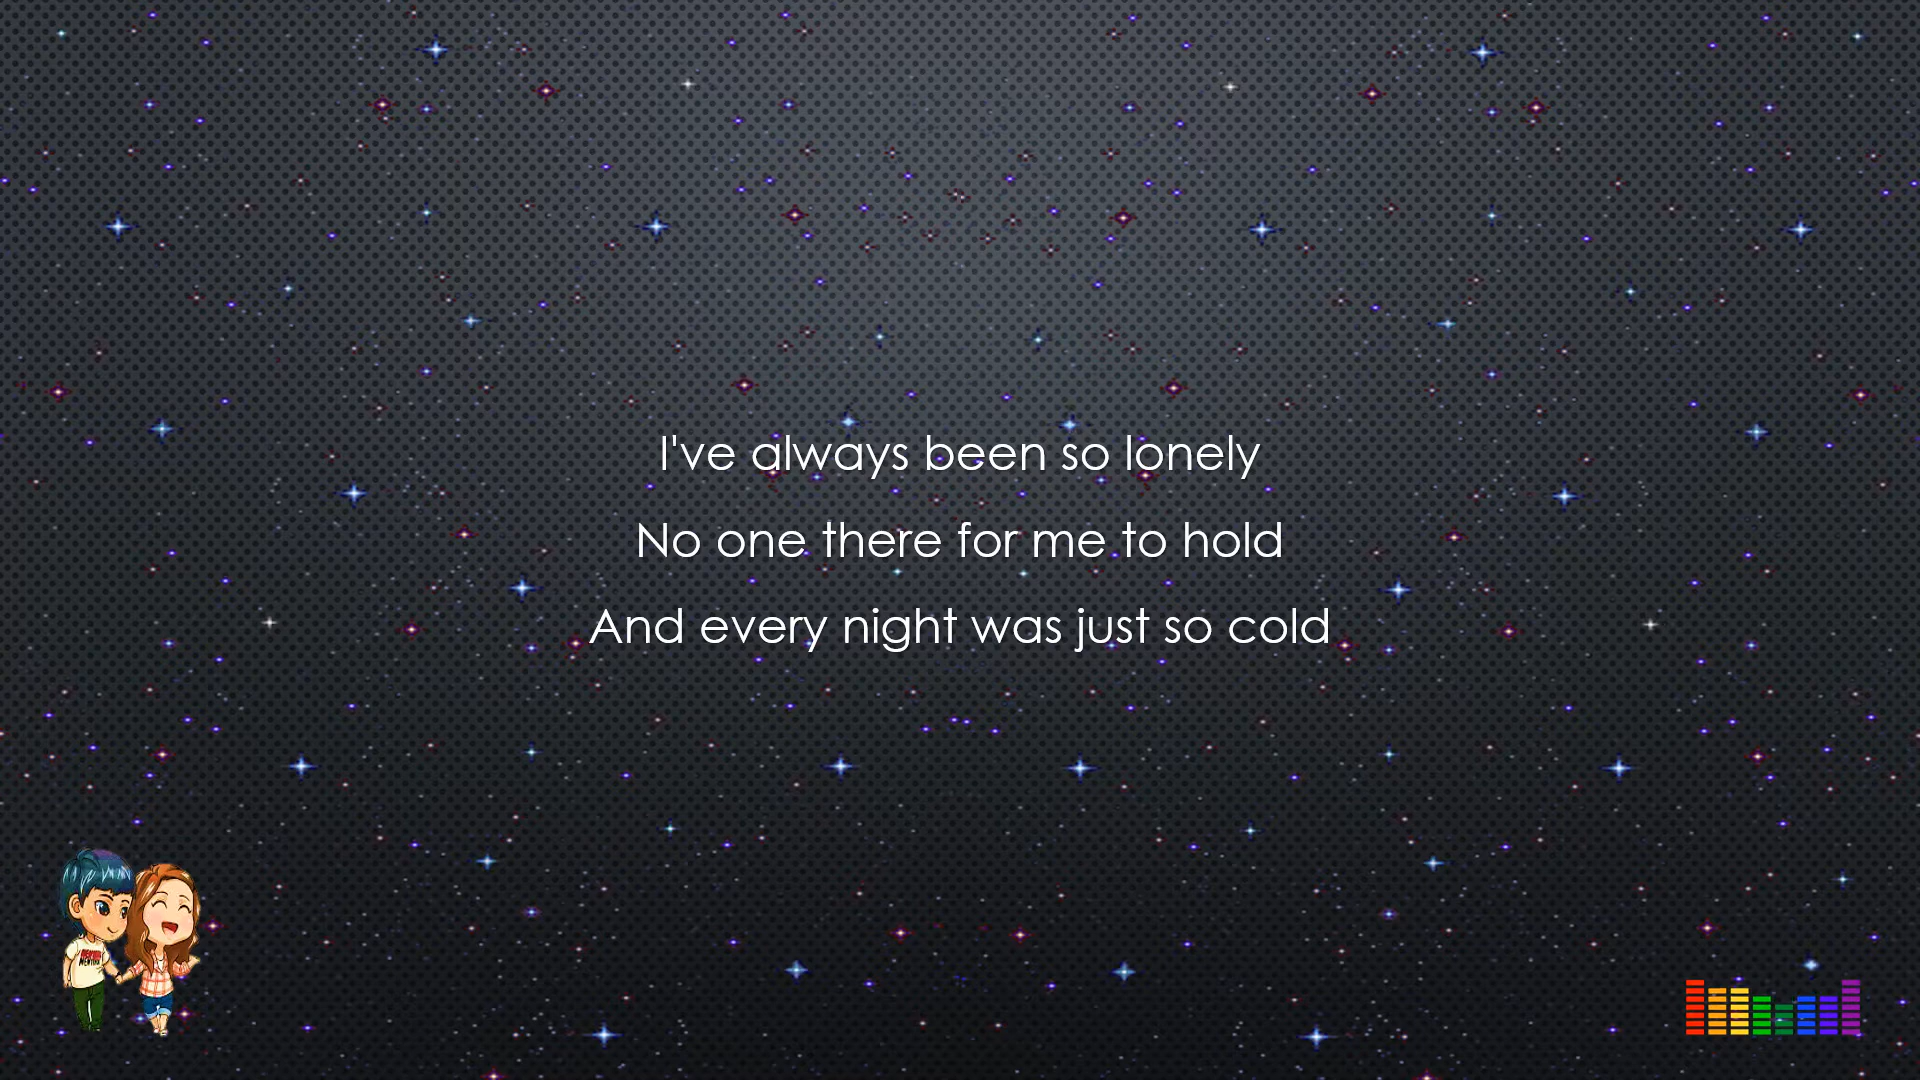 I've always been so lonely
No one there for me to hold
And every night was just so cold